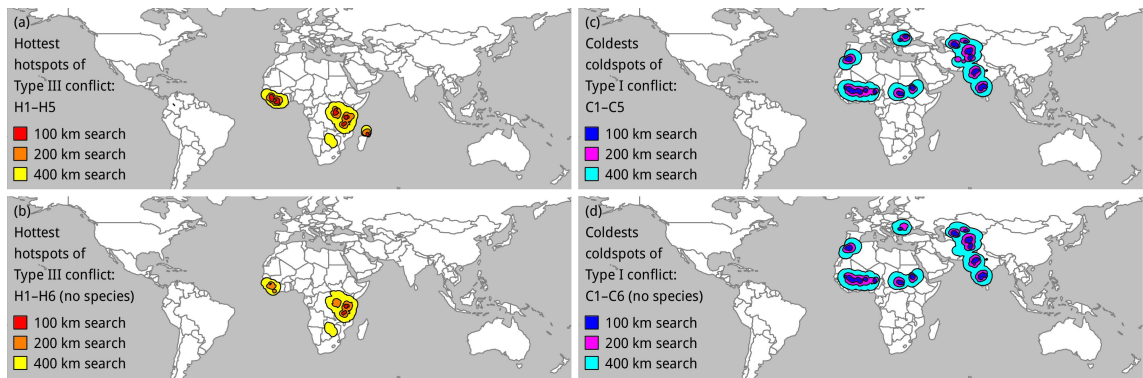 (a)
Hottest
hotspots of
Type III conflict:
H1–H5
100 km search
200 km search
400 km search
(b)
Hottest
hotspots of
Type III conflict:
H1–H6 (no species)
100 km search
200 km search
400 km search
(c)
Coldests
coldspots of
Type I conflict:
C1–C5
100 km search
200 km search
400 km search
(d)
Coldests
coldspots of
Type I conflict:
C1–C6 (no species)
100 km search
200 km search
400 km search